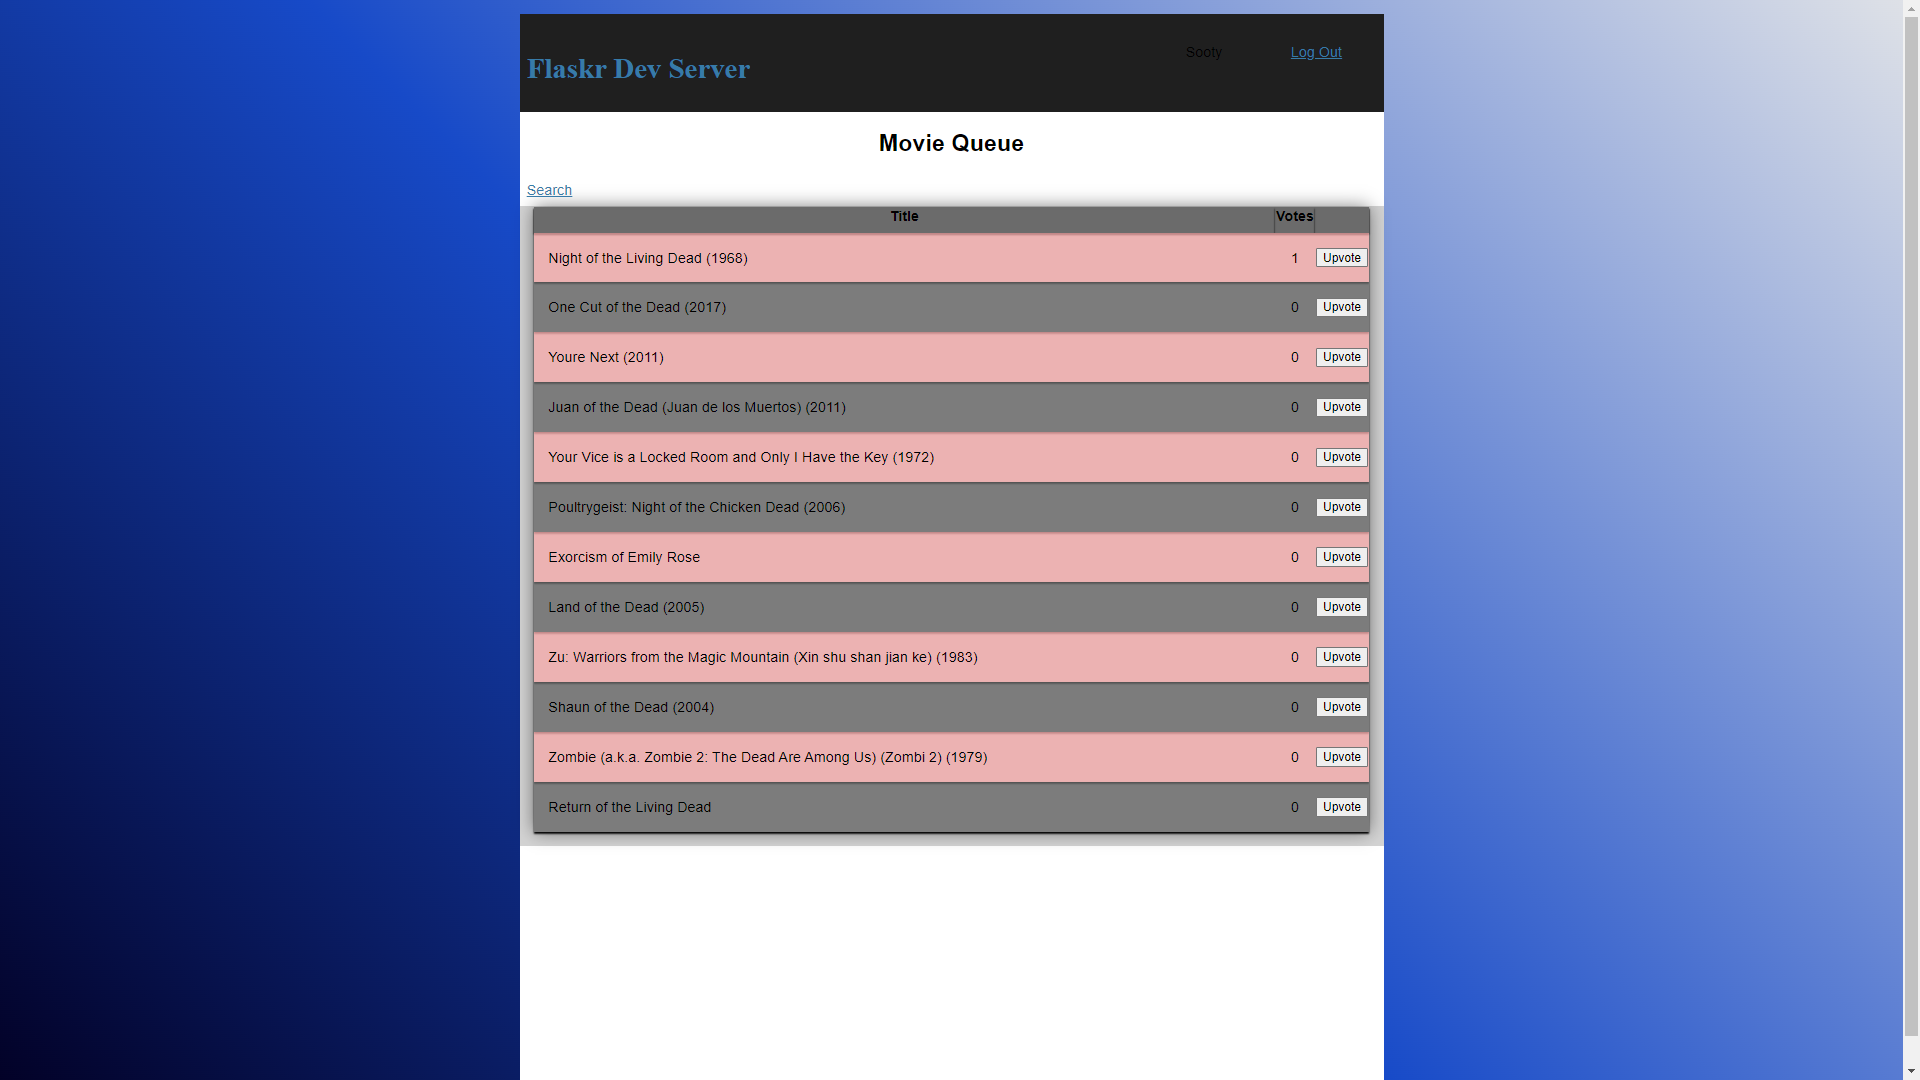 Flaskr Dev Server
Sooty
Log Out
Movie Queue
Search
Title Votes
Night of the Living Dead (1968) 1 Upvote
One Cut of the Dead (2017) 0 Upvote
Youre Next (2011) 0 Upvote
Juan of the Dead (Juan de los Muertos) (2011) 0 Upvote
Your Vice is a Locked Room and Only I Have the Key (1972) 0 Upvote
Poultrygeist: Night of the Chicken Dead (2006) 0 Upvote
Exorcism of Emily Rose 0 Upvote
Land of the Dead (2005) 0 Upvote
Zu: Warriors from the Magic Mountain (Xin shu shan jian ke) (1983) 0 Upvote
Shaun of the Dead (2004) 0 Upvote
Zombie (a.k.a. Zombie 2: The Dead Are Among Us) (Zombi 2) (1979) 0 Upvote
Return of the Living Dead 0 Upvote